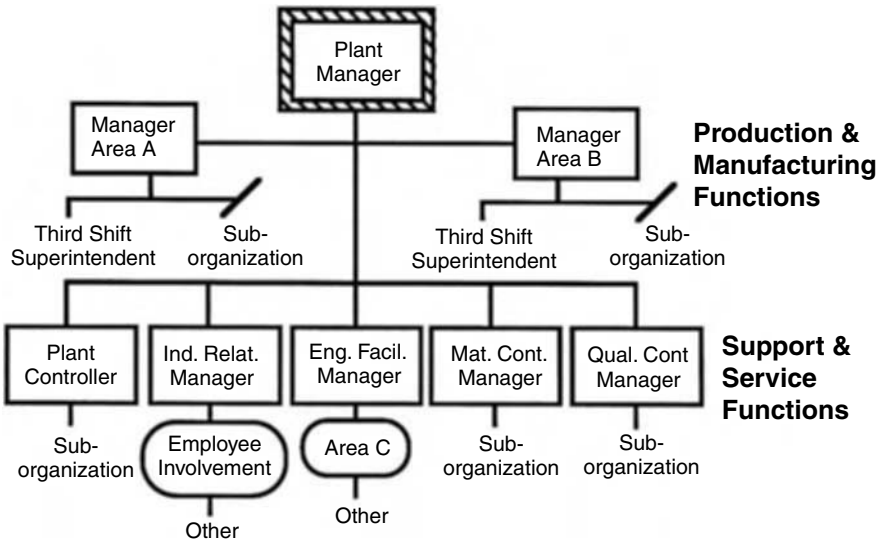 Plant
Manager
Manager
Area A
Manager
Area B
Production &
Manufacturing
Functions
Third Shift
Superintendent
Sub-
organization
Third Shift
Superintendent
Sub-
organization
Plant
Controller
Ind. Relat.
Manager
Eng. Facil.
Manager
Mat. Cont.
Manager
Qual. Cont
Manager
Support &
Service
Functions
Sub-
organization
Employee
Involvement
Area C
Sub-
organization
Sub-
organization
Other
Other